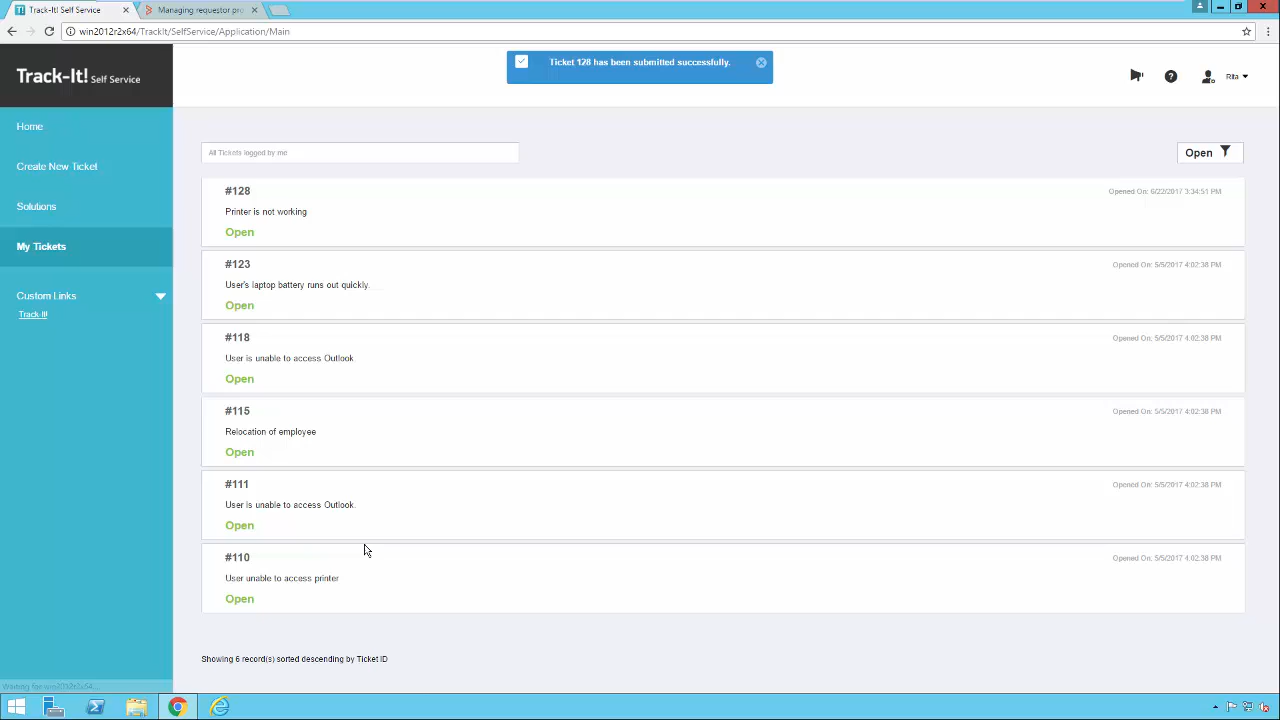 Track-It! Self Service
Managing requestor pro
win2012r2x64/TrackIt/SelfService/Application/Main
Track-It! Self Service
Ticket 128 has been submitted successfully.
Rita
Home
Create New Ticket
Solutions
My Tickets
Custom Links
Track-It!
All Tickets logged by me
Open
#128
Opened On: 6/22/2017 3:34:51 PM
Printer is not working
Open
#123
Opened On: 5/5/2017 4:02:38 PM
User's laptop battery runs out quickly.
Open
#118
Opened On: 5/5/2017 4:02:38 PM
User is unable to access Outlook
Open
#115
Opened On: 5/5/2017 4:02:38 PM
Relocation of employee
Open
#111
Opened On: 5/5/2017 4:02:38 PM
User is unable to access Outlook.
Open
#110
Opened On: 5/5/2017 4:02:38 PM
User unable to access printer
Open
Showing 6 record(s) sorted descending by Ticket ID
Waiting for win2012r2x64...